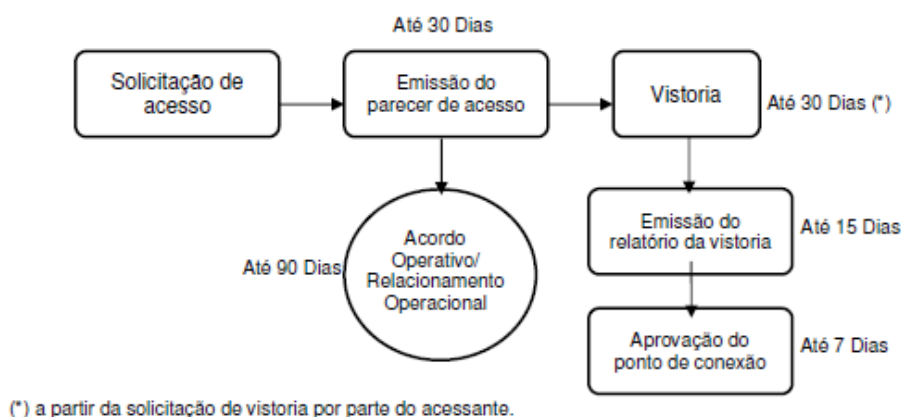 Até 30 Dias
Solicitação de
acesso
Emissão do
parecer de acesso
Vistoria
Até 30 Dias (*)
Acordo
Operativo/
Relacionamento
Operacional
Até 90 Dias
Emissão do
relatório da vistoria
Até 15 Dias
Aprovação do
ponto de conexão
Até 7 Dias
(*) a partir da solicitação de vistoria por parte do acessante.